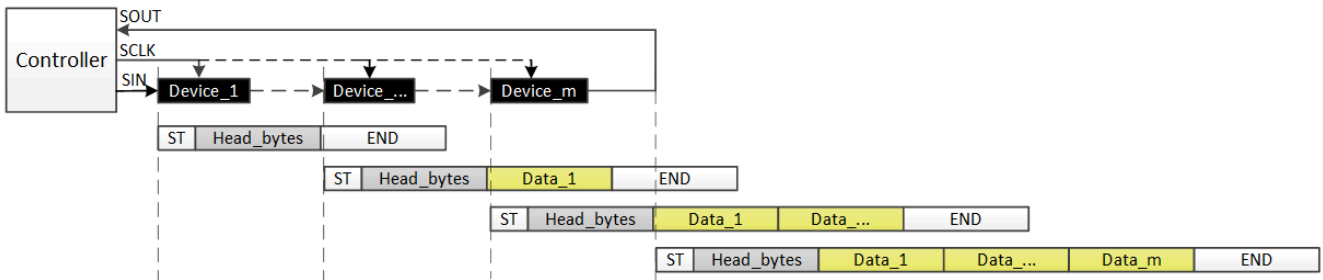 SOUT
Controller
SCLK
SIN
Device_1
Device_...
Device_m
ST Head_bytes END
ST Head_bytes Data_1 END
ST Head_bytes Data_1 Data_... END
ST Head_bytes Data_1 Data_... Data_m END